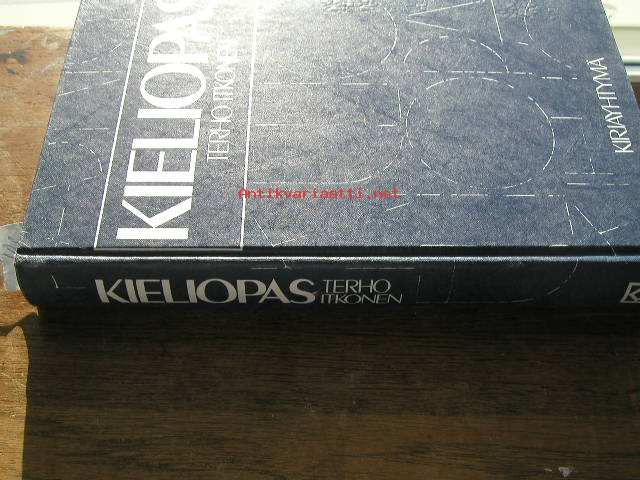 KIELIOPAS
TERHO ITKONEN
KIRJAYHTYMÄ
Antikvariaatti.net
KIELIOPAS
TERHO
ITKONEN